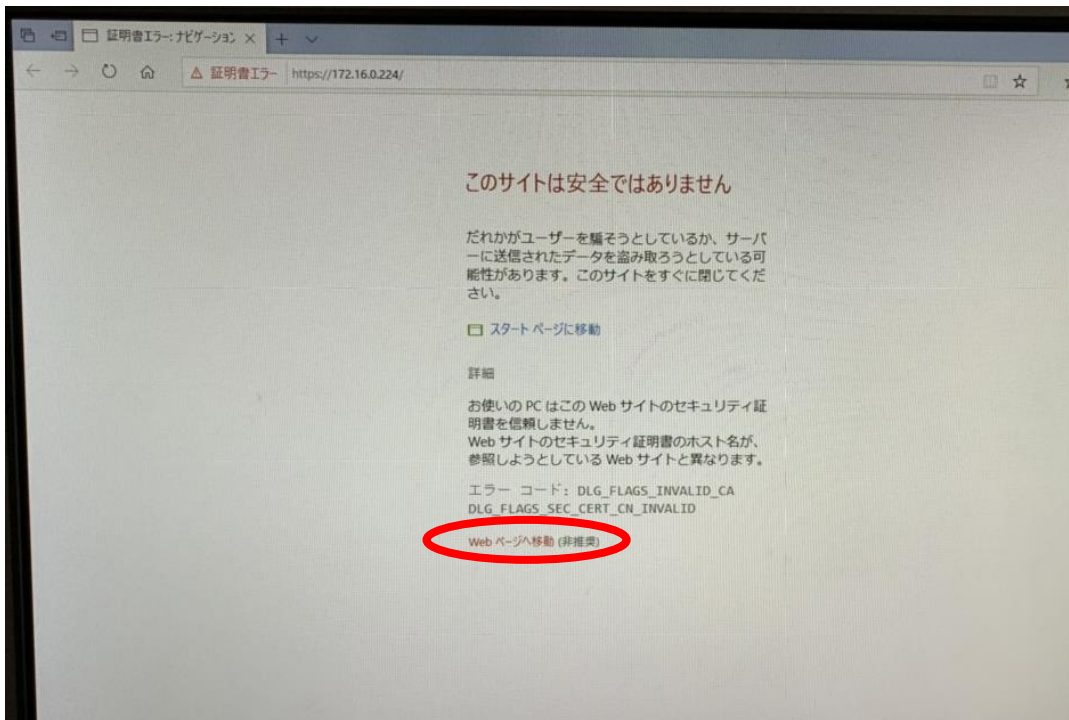 証明書エラー: ナビゲーション
証明書エラー
https://172.16.0.224/
このサイトは安全ではありません
だれかがユーザーを騙そうとしているか、サーバ
ーに送信されたデータを盗み取ろうとしている可
能性があります。このサイトをすぐに閉じてくだ
さい。
スタート ページに移動
詳細
お使いの PC はこの Web サイトのセキュリティ証
明書を信頼しません。
Web サイトのセキュリティ証明書のホスト名が、
参照しようとしている Web サイトと異なります。
エラー コード: DLG_FLAGS_INVALID_CA
DLG_FLAGS_SEC_CERT_CN_INVALID
Web ページへ移動 (非推奨)